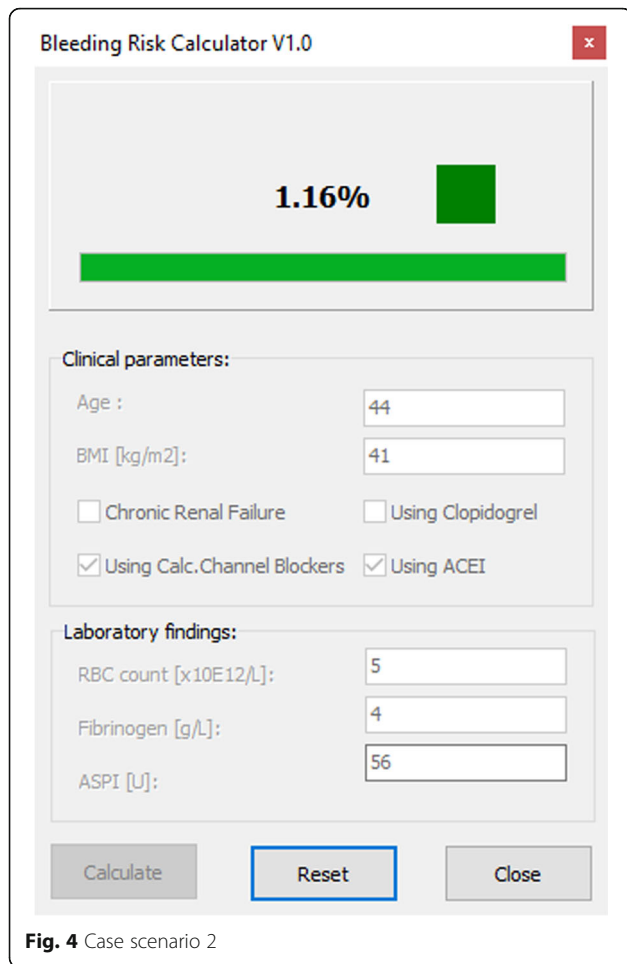 Bleeding Risk Calculator V1.0 x
1.16%
Clinical parameters:
Age : 44
BMI [kg/m2]: 41
Chronic Renal Failure Using Clopidogrel
Using Calc.Channel Blockers Using ACEI
Laboratory findings:
RBC count [x10E12/L]: 5
Fibrinogen [g/L]: 4
ASPI [U]: 56
Calculate Reset Close
Fig. 4 Case scenario 2